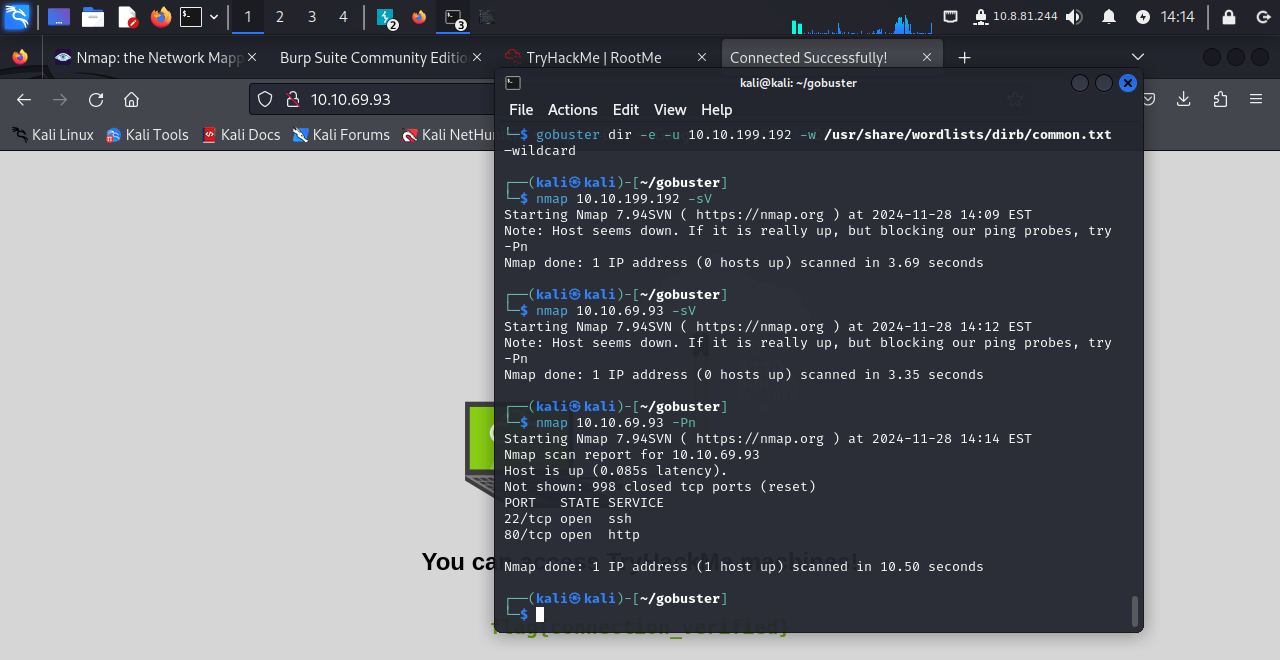 1 2 3 4 2 3 10.8.81.244 14:14
Nmap: the Network Mapp Burp Suite Community Editio TryHackMe | RootMe Connected Successfully!
kali@kali: ~/gobuster
10.10.69.93
File Actions Edit View Help
Kali Linux Kali Tools Kali Docs Kali Forums Kali NetHun
└─$ gobuster dir -e -u 10.10.199.192 -w /usr/share/wordlists/dirb/common.txt
—wildcard
┌──(kali㉿kali)-[~/gobuster]
└─$ nmap 10.10.199.192 -sV
Starting Nmap 7.94SVN ( https://nmap.org ) at 2024-11-28 14:09 EST
Note: Host seems down. If it is really up, but blocking our ping probes, try
-Pn
Nmap done: 1 IP address (0 hosts up) scanned in 3.69 seconds
┌──(kali㉿kali)-[~/gobuster]
└─$ nmap 10.10.69.93 -sV
Starting Nmap 7.94SVN ( https://nmap.org ) at 2024-11-28 14:12 EST
Note: Host seems down. If it is really up, but blocking our ping probes, try
-Pn
Nmap done: 1 IP address (0 hosts up) scanned in 3.35 seconds
┌──(kali㉿kali)-[~/gobuster]
└─$ nmap 10.10.69.93 -Pn
Starting Nmap 7.94SVN ( https://nmap.org ) at 2024-11-28 14:14 EST
Nmap scan report for 10.10.69.93
Host is up (0.085s latency).
Not shown: 998 closed tcp ports (reset)
PORT   STATE SERVICE
22/tcp open  ssh
80/tcp open  http
Nmap done: 1 IP address (1 host up) scanned in 10.50 seconds
┌──(kali㉿kali)-[~/gobuster]
└─$
You can access TryHackMe machines!
flag{connection_verified}